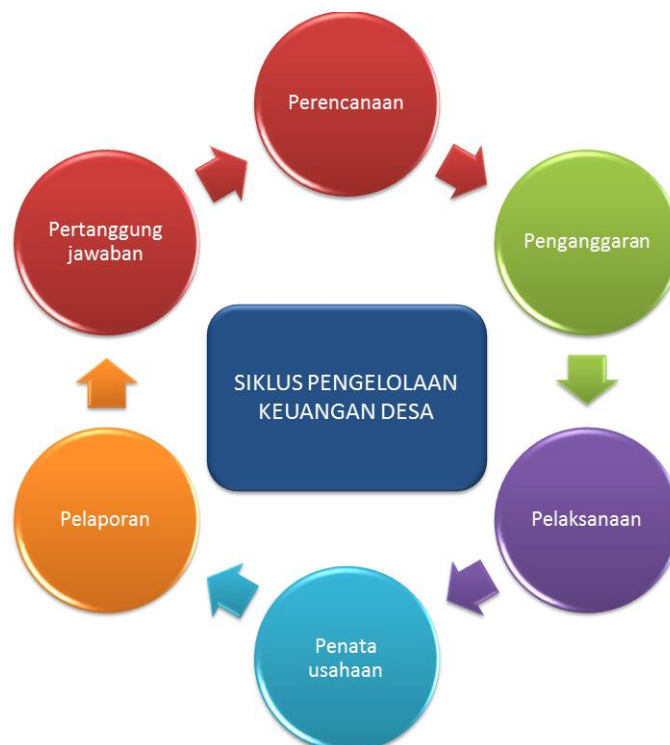 Perencanaan
Penganggaran
Pelaksanaan
Penata
usahaan
Pelaporan
Pertanggung
jawaban
SIKLUS PENGELOLAAN
KEUANGAN DESA